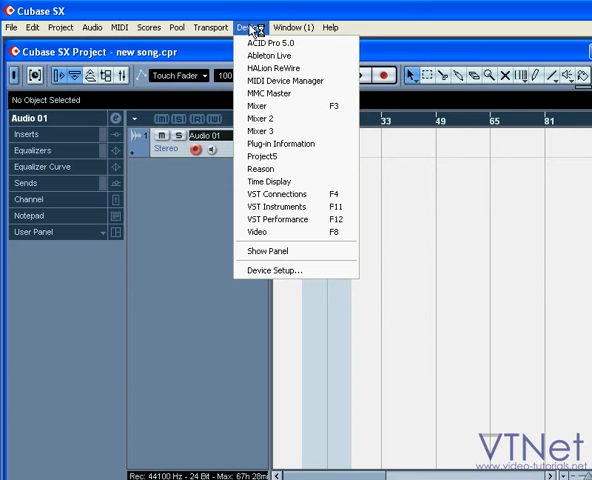 Cubase SX
File Edit Project Audio MIDI Scores Pool Transport Window (1) Help
Cubase SX Project - new song.cpr
Touch Fader 100
No Object Selected
Audio 01
Inserts
Equalizers
Equalizer Curve
Sends
Channel
Notepad
User Panel
1 M S Audio 01
Stereo
ACID Pro 5.0
Ableton Live
HALion ReWire
MIDI Device Manager
MMC Master
Mixer F3
Mixer 2
Mixer 3
Plug-in Information
Project5
Reason
Time Display
VST Connections F4
VST Instruments F11
VST Performance F12
Video F8
Show Panel
Device Setup...
33 49 65 81
Rec: 44100 Hz - 24 Bit - Max: 67h 28mi
VTNet
www.video-tutorials.net